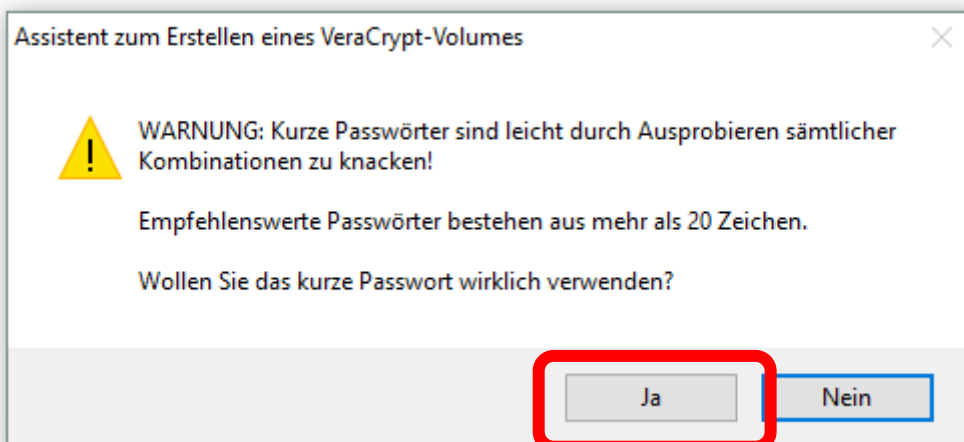 Assistent zum Erstellen eines VeraCrypt-Volumes
WARNUNG: Kurze Passwörter sind leicht durch Ausprobieren sämtlicher
Kombinationen zu knacken!
Empfehlenswerte Passwörter bestehen aus mehr als 20 Zeichen.
Wollen Sie das kurze Passwort wirklich verwenden?
Ja Nein